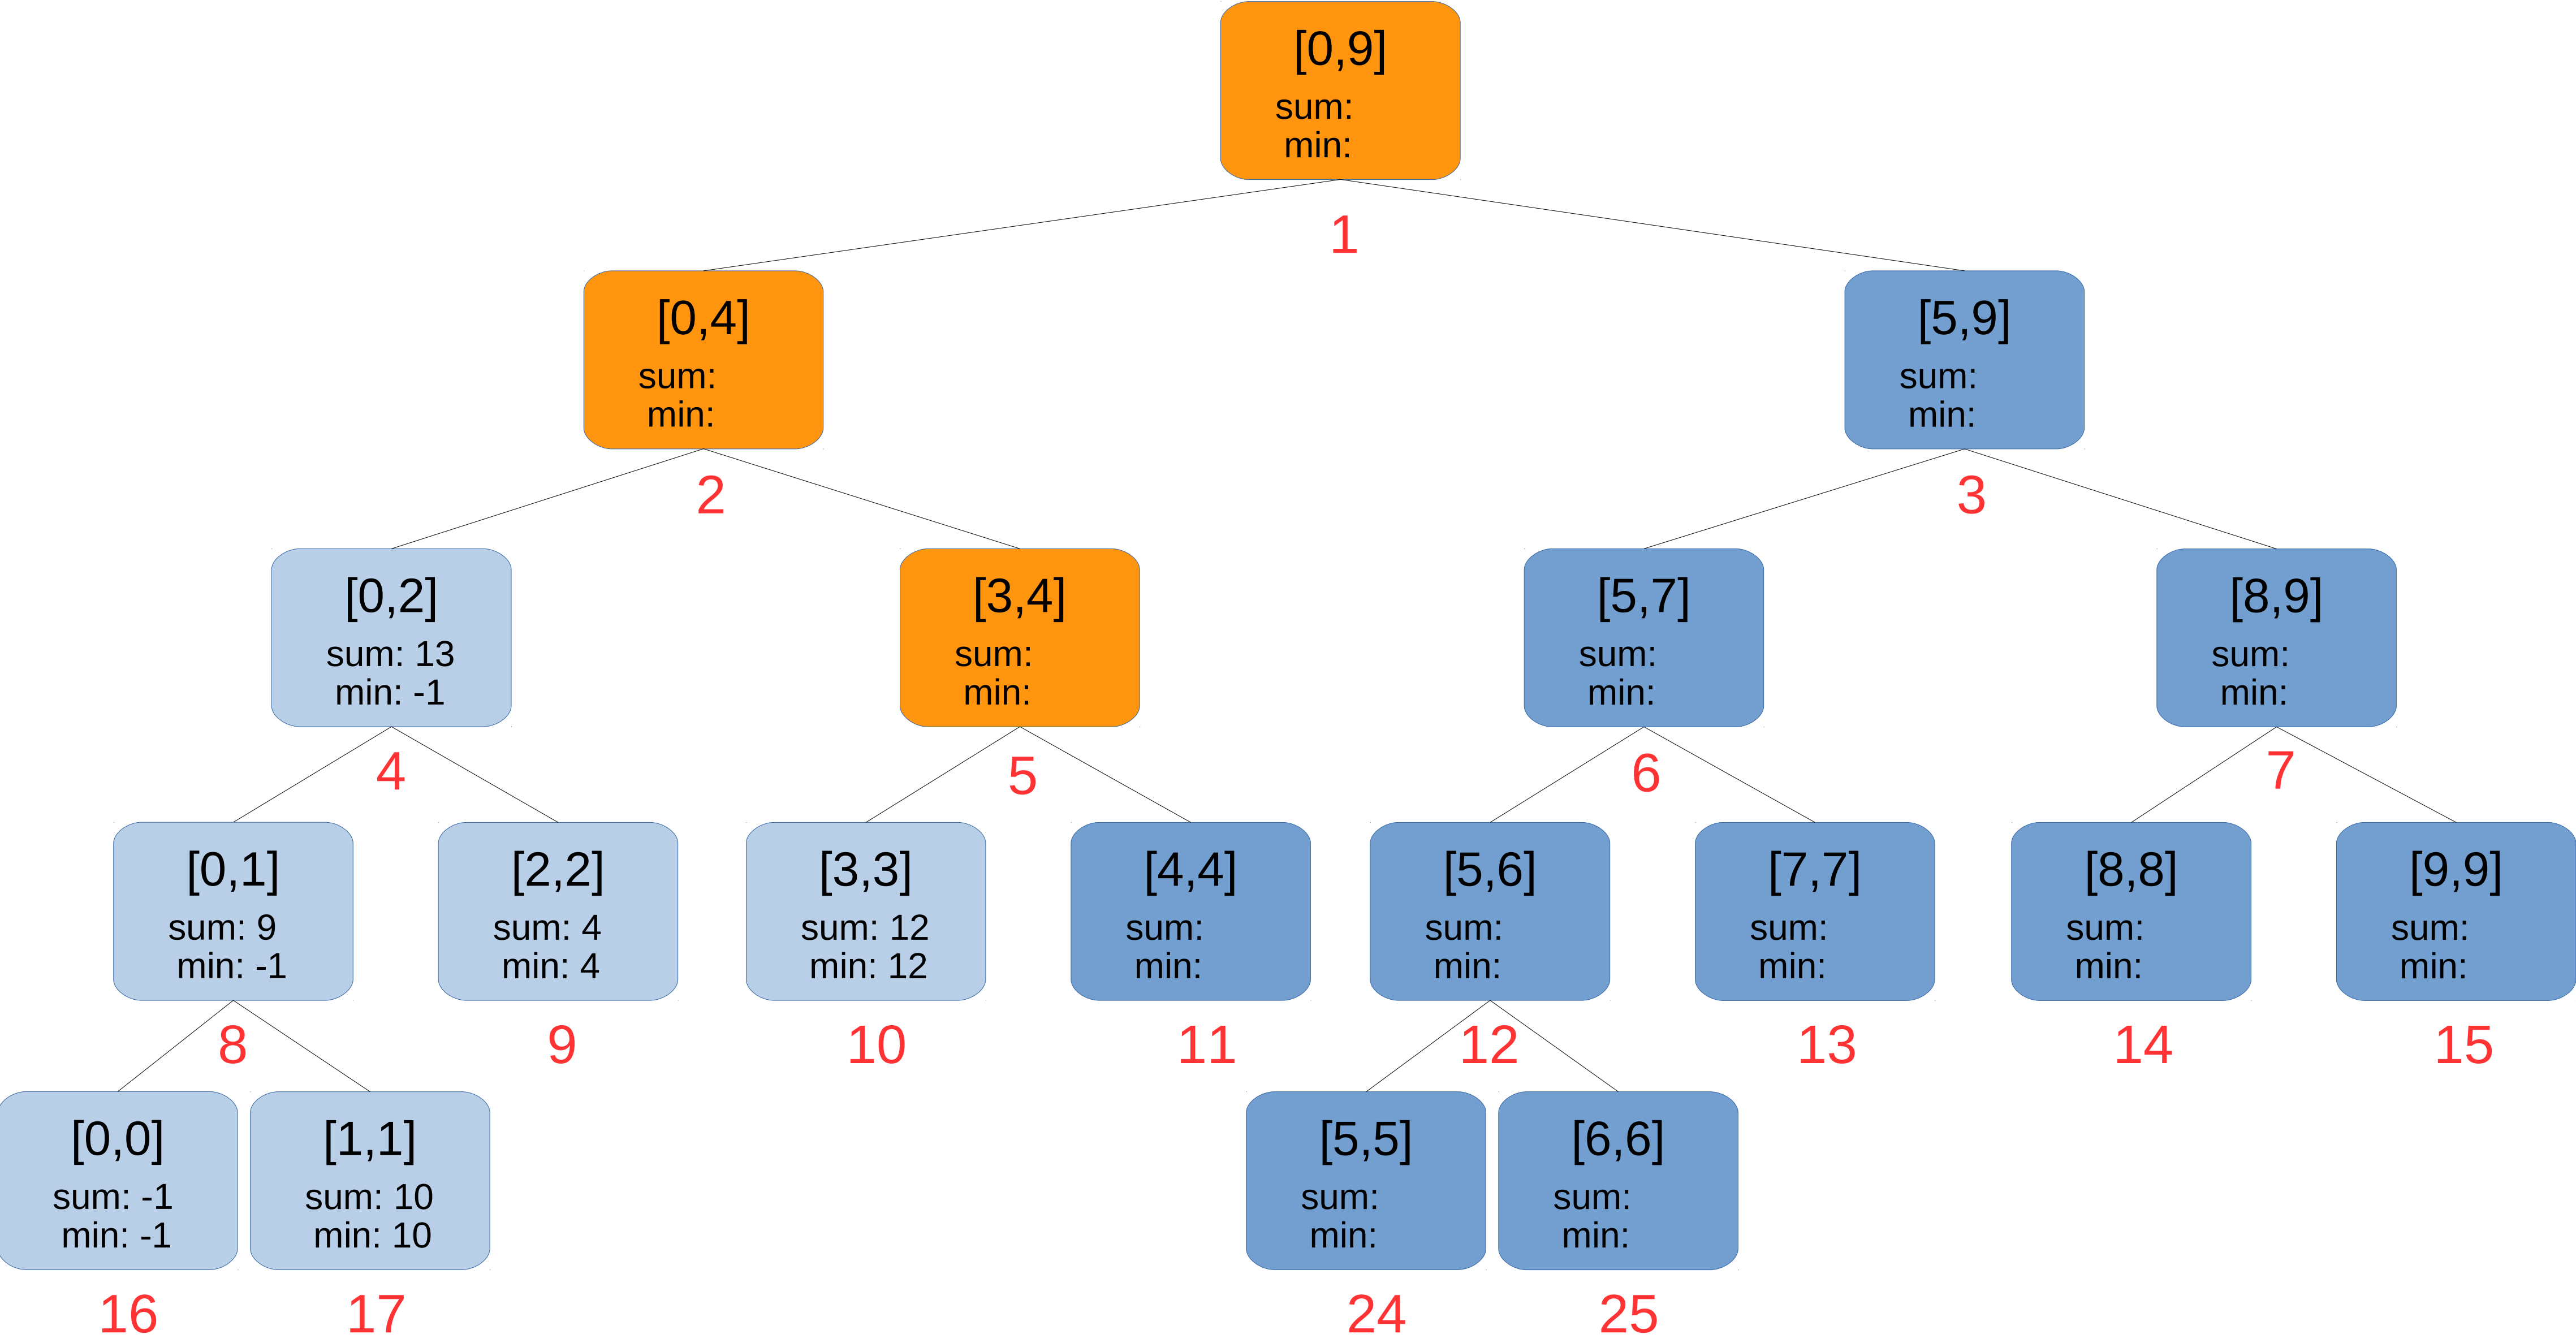 [0,9]
sum:
min:
1
[0,4]
sum:
min:
[5,9]
sum:
min:
2
3
[0,2]
sum: 13
min: -1
[3,4]
sum:
min:
[5,7]
sum:
min:
[8,9]
sum:
min:
4
5
6
7
[0,1]
sum: 9
min: -1
[2,2]
sum: 4
min: 4
[3,3]
sum: 12
min: 12
[4,4]
sum:
min:
[5,6]
sum:
min:
[7,7]
sum:
min:
[8,8]
sum:
min:
[9,9]
sum:
min:
8
9
10
11
12
13
14
15
[0,0]
sum: -1
min: -1
[1,1]
sum: 10
min: 10
[5,5]
sum:
min:
[6,6]
sum:
min:
16
17
24
25